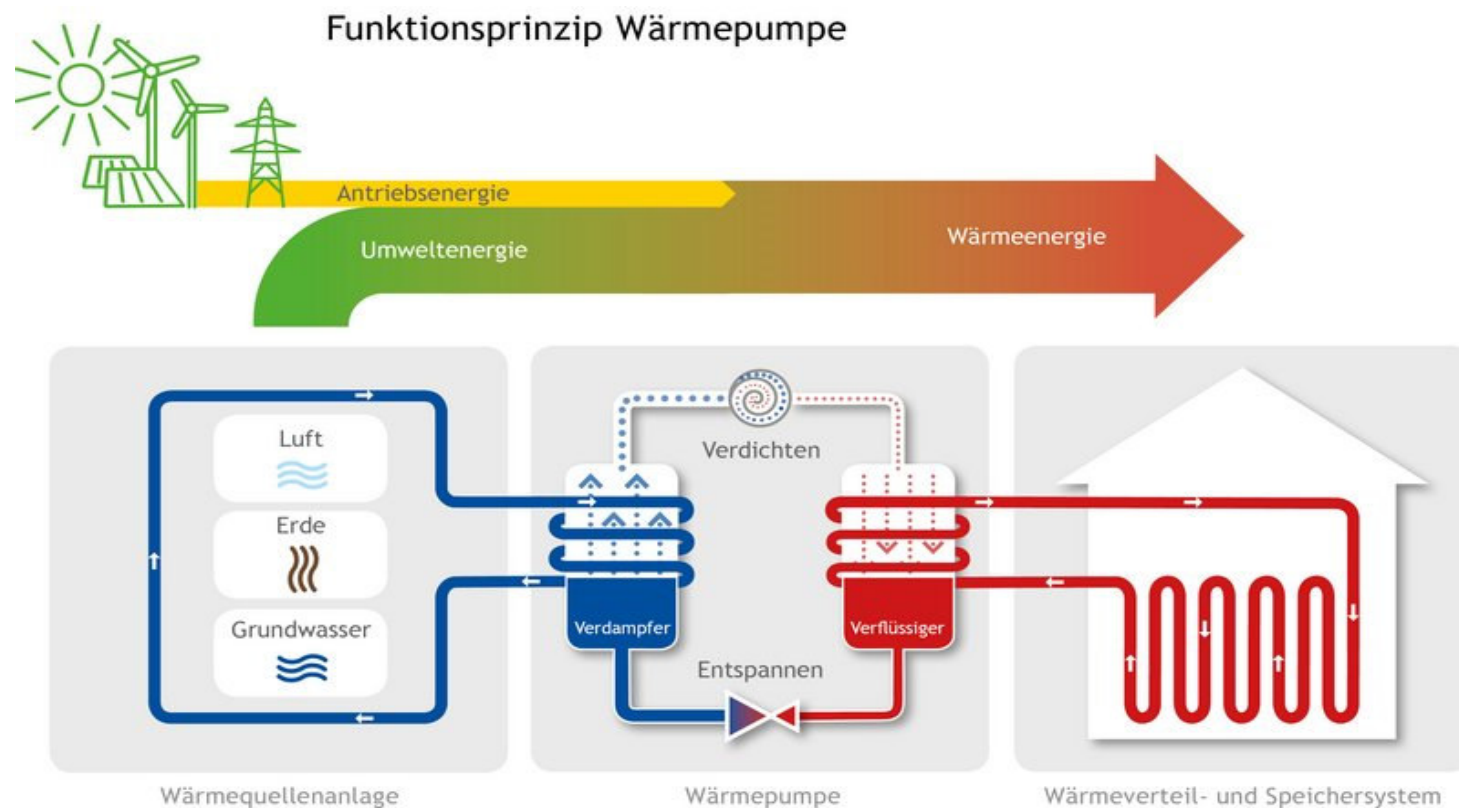 Funktionsprinzip Wärmepumpe
Antriebsenergie
Umweltenergie
Wärmeenergie
Luft
Erde
Grundwasser
Verdichten
Verdampfer
Verflüssiger
Entspannen
Wärmequellenanlage
Wärmepumpe
Wärmeverteil- und Speichersystem